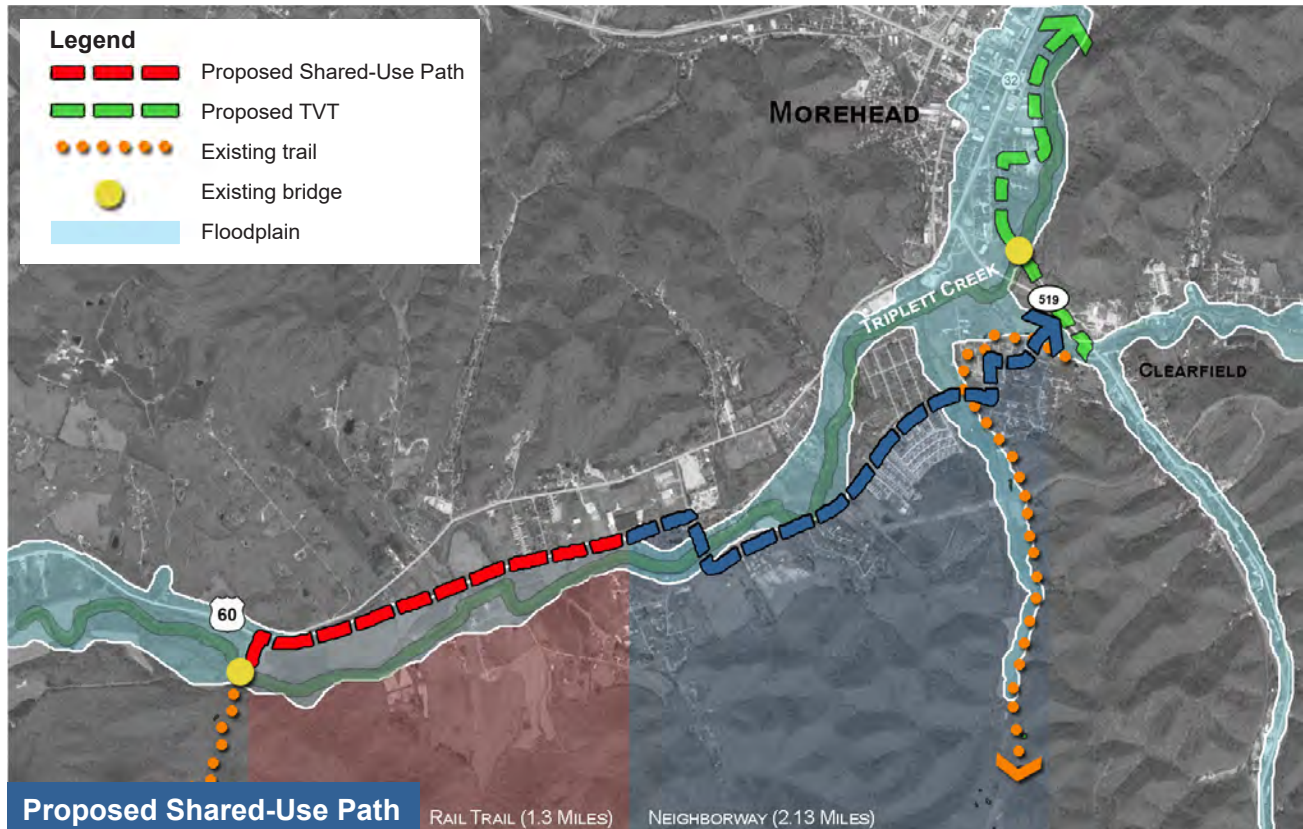 Legend
Proposed Shared-Use Path
Proposed TVT
Existing trail
Existing bridge
Floodplain
32
MOREHEAD
TRIPLETT CREEK
519
CLEARFIELD
60
Proposed Shared-Use Path
RAIL TRAIL (1.3 MILES)
NEIGHBORWAY (2.13 MILES)